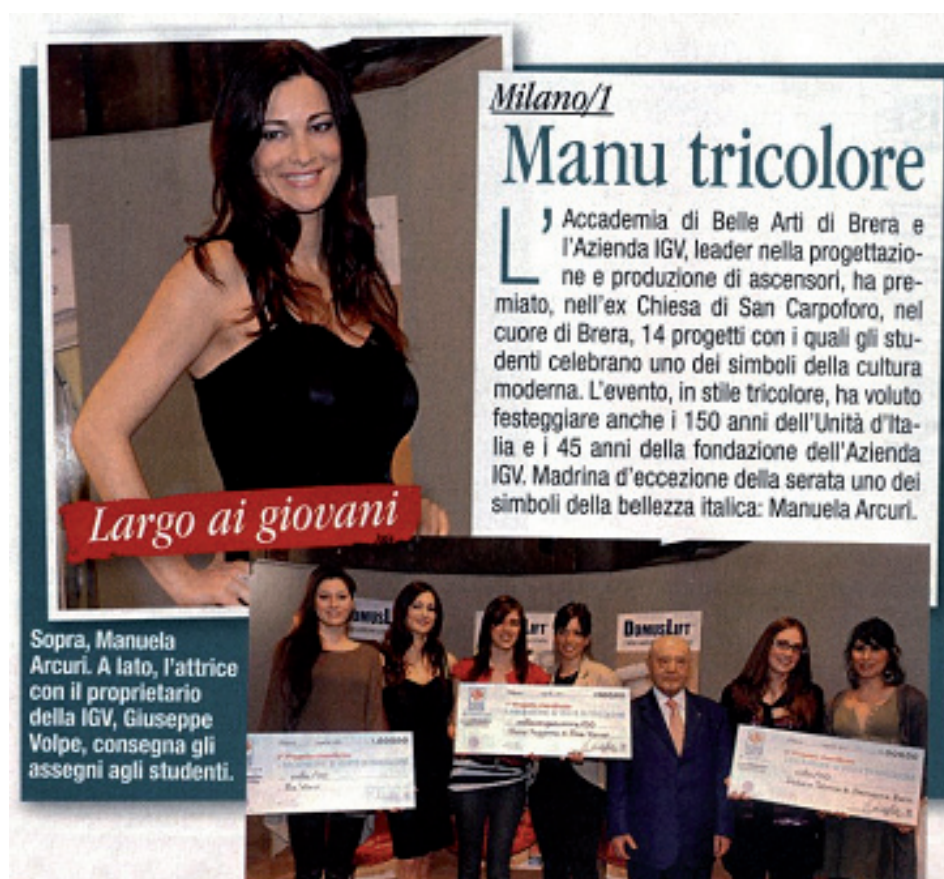 Milano/1
Manu tricolore
L'Accademia di Belle Arti di Brera e
l'Azienda IGV, leader nella progettazio-
ne e produzione di ascensori, ha pre-
miato, nell'ex Chiesa di San Carpoforo, nel
cuore di Brera, 14 progetti con i quali gli stu-
denti celebrano uno dei simboli della cultura
moderna. L'evento, in stile tricolore, ha voluto
festeggiare anche i 150 anni dell'Unità d'Ita-
lia e i 45 anni della fondazione dell'Azienda
IGV. Madrina d'eccezione della serata uno dei
simboli della bellezza italica: Manuela Arcuri.
Largo ai giovani
Sopra, Manuela
Arcuri. A lato, l'attrice
con il proprietario
della IGV, Giuseppe
Volpe, consegna gli
assegni agli studenti.
DOMUSLIFT